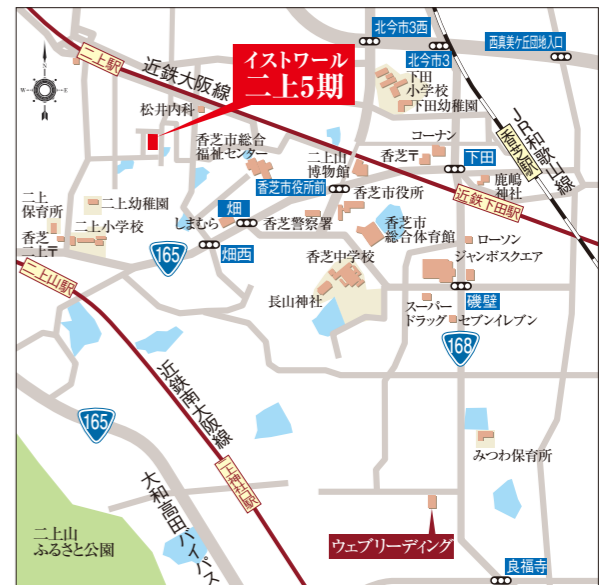 北今市3西
西真美ケ丘団地入口
北今市3
N
W
E
S
二上駅
近鉄大阪線
イストワール
二上5期
下田
小学校
下田幼稚園
JR和歌山線
香芝駅
松井内科
香芝市総合
福祉センター
二上山
博物館
コーナン
香芝〒
下田
香芝市役所前
香芝市役所
鹿嶋
神社
近鉄下田駅
二上
保育所
二上幼稚園
二上小学校
香芝
二上〒
しまむら
畑
香芝警察署
香芝市
総合体育館
165
畑西
ローソン
ジャンボスクエア
香芝中学校
二上山駅
長山神社
磯壁
スーパー
ドラッグ
セブンイレブン
168
近鉄南大阪線
165
みつわ保育所
二上神社口駅
大和高田バイパス
二上山
ふるさと公園
ウェブリーディング
良福寺